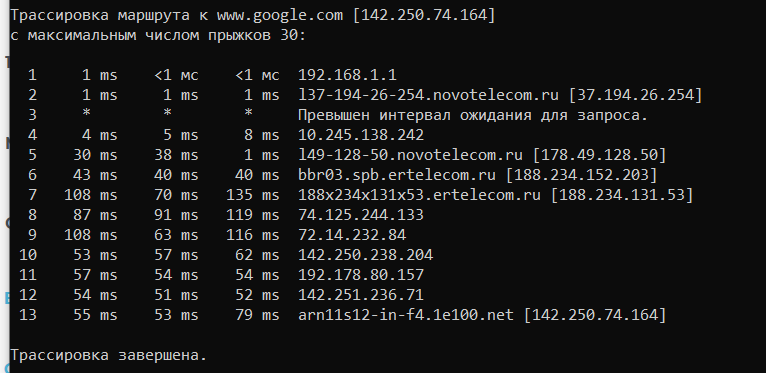 Трассировка маршрута к www.google.com [142.250.74.164]
с максимальным числом прыжков 30:
1 1 ms <1 мс <1 мс 192.168.1.1
2 1 ms 1 ms 1 ms l37-194-26-254.novotelecom.ru [37.194.26.254]
3 * * * Превышен интервал ожидания для запроса.
4 4 ms 5 ms 8 ms 10.245.138.242
5 30 ms 38 ms 1 ms l49-128-50.novotelecom.ru [178.49.128.50]
6 43 ms 40 ms 40 ms bbr03.spb.ertelecom.ru [188.234.152.203]
7 108 ms 70 ms 135 ms 188x234x131x53.ertelecom.ru [188.234.131.53]
8 87 ms 91 ms 119 ms 74.125.244.133
9 108 ms 63 ms 116 ms 72.14.232.84
10 53 ms 57 ms 62 ms 142.250.238.204
11 57 ms 54 ms 54 ms 192.178.80.157
12 54 ms 51 ms 52 ms 142.251.236.71
13 55 ms 53 ms 79 ms arn11s12-in-f4.1e100.net [142.250.74.164]
Трассировка завершена.